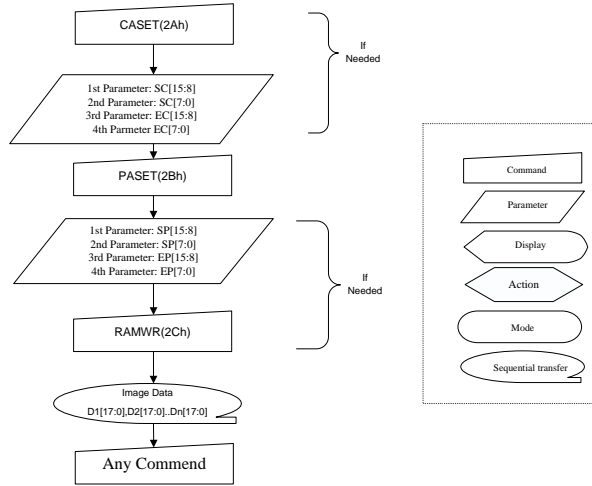 CASET(2Ah)
If
Needed
1st Parameter: SC[15:8]
2nd Parameter: SC[7:0]
3rd Parameter: EC[15:8]
4th Parmeter EC[7:0]
PASET(2Bh)
1st Parameter: SP[15:8]
2nd Parameter: SP[7:0]
3rd Parameter: EP[15:8]
4th Parameter: EP[7:0]
If
Needed
RAMWR(2Ch)
Image Data
D1[17:0],D2[17:0]..Dn[17:0]
Any Commend
Command
Parameter
Display
Action
Mode
Sequential transfer